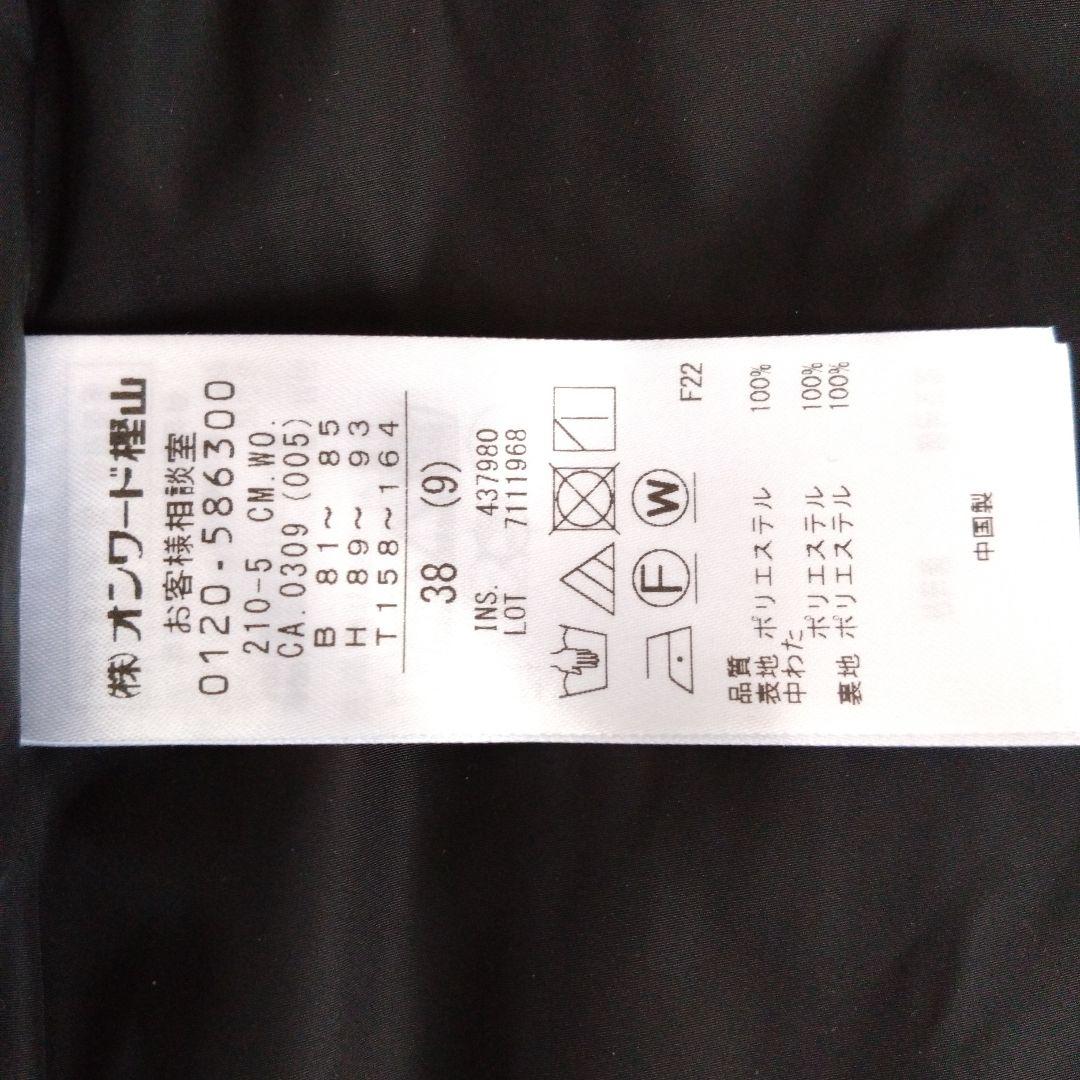 (株)オンワード樫山
お客様相談室
0120-586300
210-5 CM.WO.
CA.0309 (005)
B 81～ 85
H 89～ 93
T158～164
38 (9)
INS. 437980
LOT 7111968
F W
F22
品質
表地 ポリエステル 100%
中わた
ポリエステル 100%
裏地 ポリエステル 100%
中国製